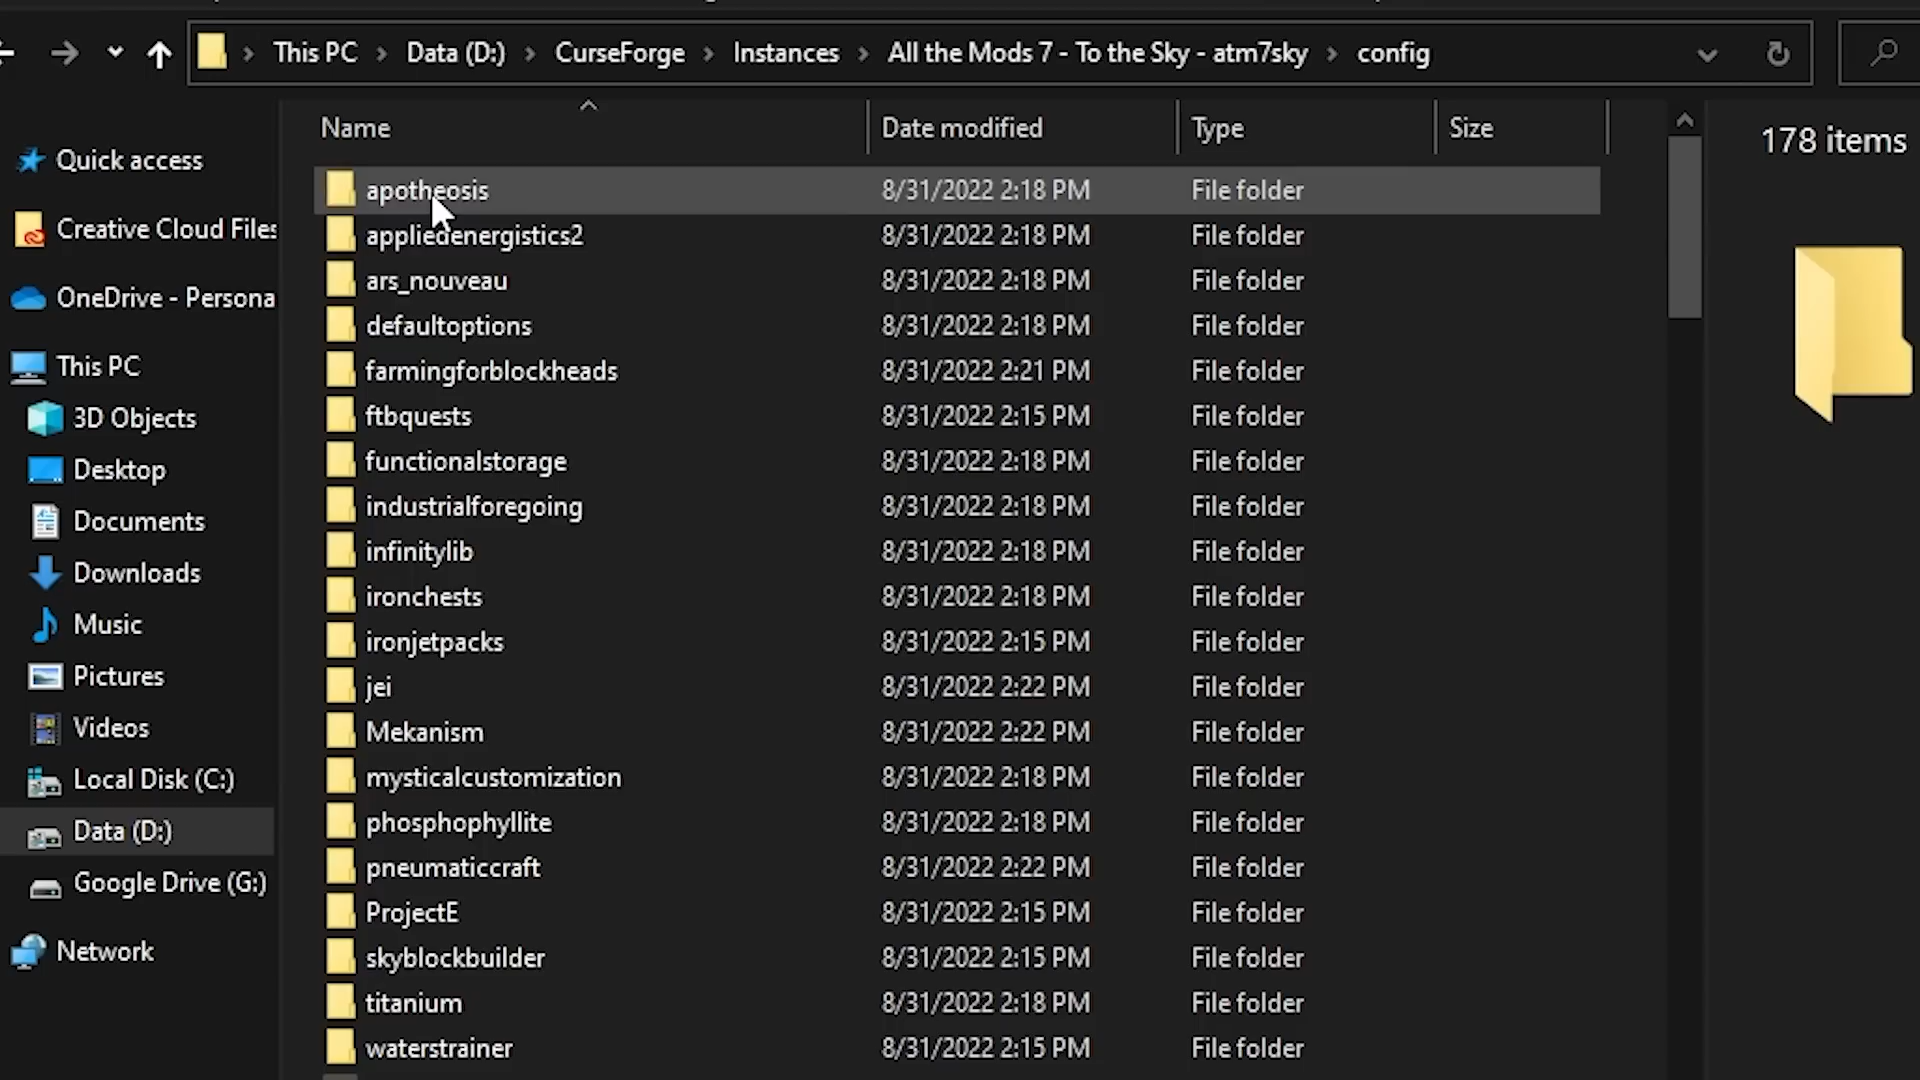 This PC > Data (D:) > CurseForge > Instances > All the Mods 7 - To the Sky - atm7sky > config
Name Date modified Type Size
178 items
Quick access
Creative Cloud Files
OneDrive - Persona
This PC
3D Objects
Desktop
Documents
Downloads
Music
Pictures
Videos
Local Disk (C:)
Data (D:)
Google Drive (G:)
Network
apotheosis 8/31/2022 2:18 PM File folder
appliedenergistics2 8/31/2022 2:18 PM File folder
ars_nouveau 8/31/2022 2:18 PM File folder
defaultoptions 8/31/2022 2:18 PM File folder
farmingforblockheads 8/31/2022 2:21 PM File folder
ftbquests 8/31/2022 2:15 PM File folder
functionalstorage 8/31/2022 2:18 PM File folder
industrialforegoing 8/31/2022 2:18 PM File folder
infinitylib 8/31/2022 2:18 PM File folder
ironchests 8/31/2022 2:18 PM File folder
ironjetpacks 8/31/2022 2:15 PM File folder
jei 8/31/2022 2:22 PM File folder
Mekanism 8/31/2022 2:22 PM File folder
mysticalcustomization 8/31/2022 2:18 PM File folder
phosphophyllite 8/31/2022 2:18 PM File folder
pneumaticcraft 8/31/2022 2:22 PM File folder
ProjectE 8/31/2022 2:15 PM File folder
skyblockbuilder 8/31/2022 2:15 PM File folder
titanium 8/31/2022 2:18 PM File folder
waterstrainer 8/31/2022 2:15 PM File folder